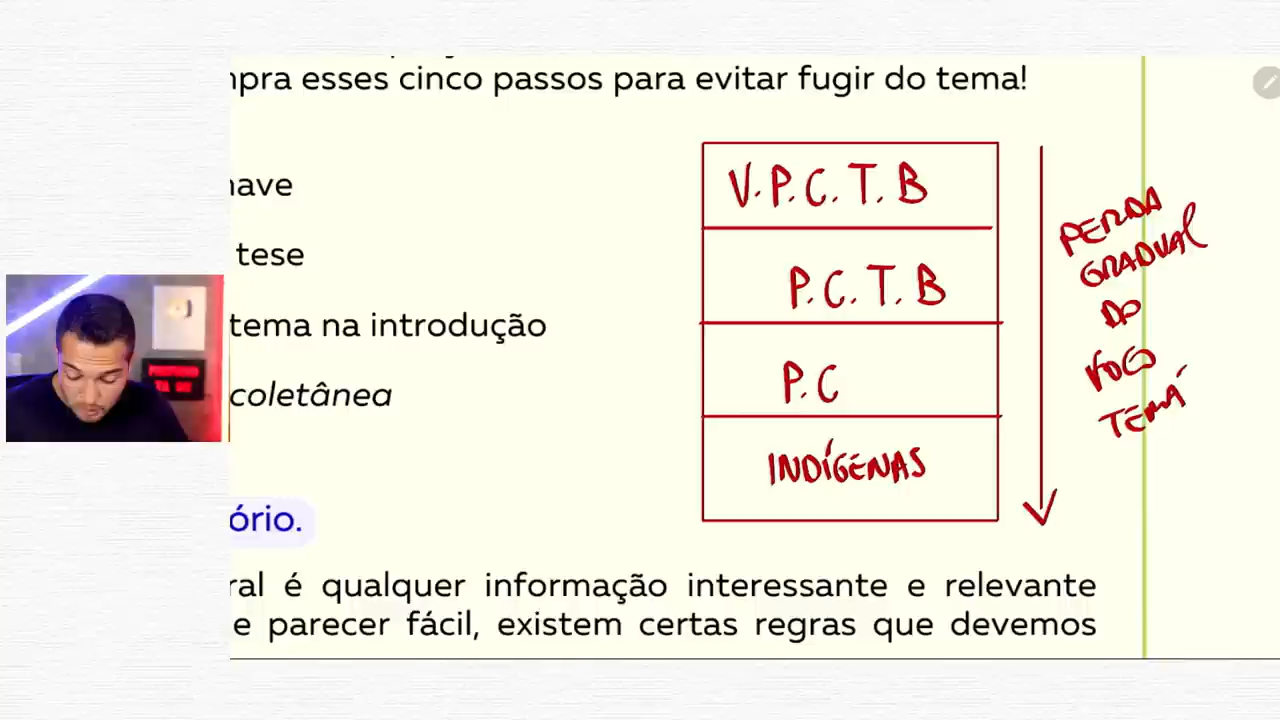 mpra esses cinco passos para evitar fugir do tema!
have
tese
tema na introdução
coletânea
V.P.C.T.B
P.C.T.B
P.C
INDÍGENAS
PERDA
GRADUAL
DO
FOCO
TEMÁ
ório.
ral é qualquer informação interessante e relevante
e parecer fácil, existem certas regras que devemos